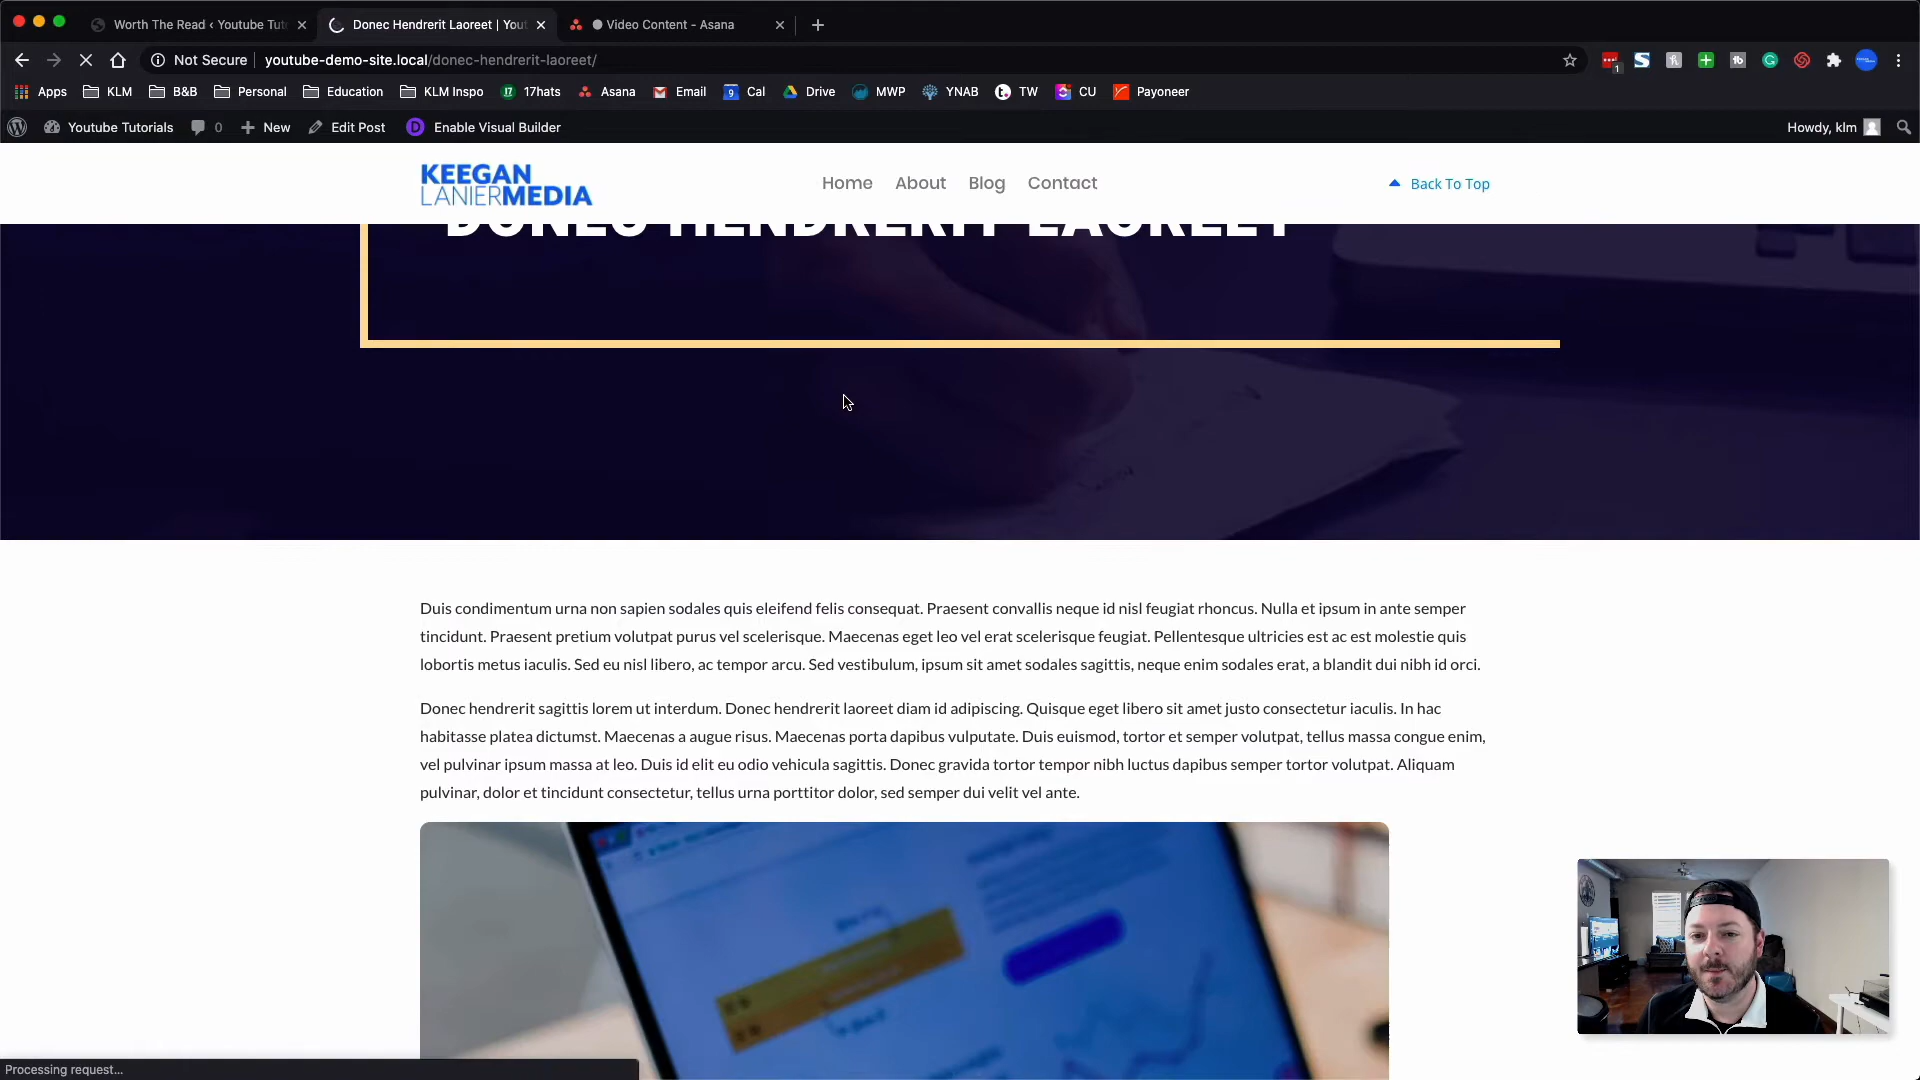 Worth The Read ‹ Youtube Tut
Donec Hendrerit Laoreet | Yout
Video Content - Asana
Not Secure
youtube-demo-site.local/donec-hendrerit-laoreet/
1
Apps
KLM
B&B
Personal
Education
KLM Inspo
17hats
Asana
Email
Cal
Drive
MWP
YNAB
TW
CU
Payoneer
Youtube Tutorials
0
New
Edit Post
D
Enable Visual Builder
Howdy, klm
KEEGAN
LANIERMEDIA
Home
About
Blog
Contact
Back To Top
DONEC HENDRERIT LAOREET
Duis condimentum urna non sapien sodales quis eleifend felis consequat. Praesent convallis neque id nisl feugiat rhoncus. Nulla et ipsum in ante semper
tincidunt. Praesent pretium volutpat purus vel scelerisque. Maecenas eget leo vel erat scelerisque feugiat. Pellentesque ultricies est ac est molestie quis
lobortis metus iaculis. Sed eu nisl libero, ac tempor arcu. Sed vestibulum, ipsum sit amet sodales sagittis, neque enim sodales erat, a blandit dui nibh id orci.
Donec hendrerit sagittis lorem ut interdum. Donec hendrerit laoreet diam id adipiscing. Quisque eget libero sit amet justo consectetur iaculis. In hac
habitasse platea dictumst. Maecenas a augue risus. Maecenas porta dapibus vulputate. Duis euismod, tortor et semper volutpat, tellus massa congue enim,
vel pulvinar ipsum massa at leo. Duis id elit eu odio vehicula sagittis. Donec gravida tortor tempor nibh luctus dapibus semper tortor volutpat. Aliquam
pulvinar, dolor et tincidunt consectetur, tellus urna porttitor dolor, sed semper dui velit vel ante.
Processing request...